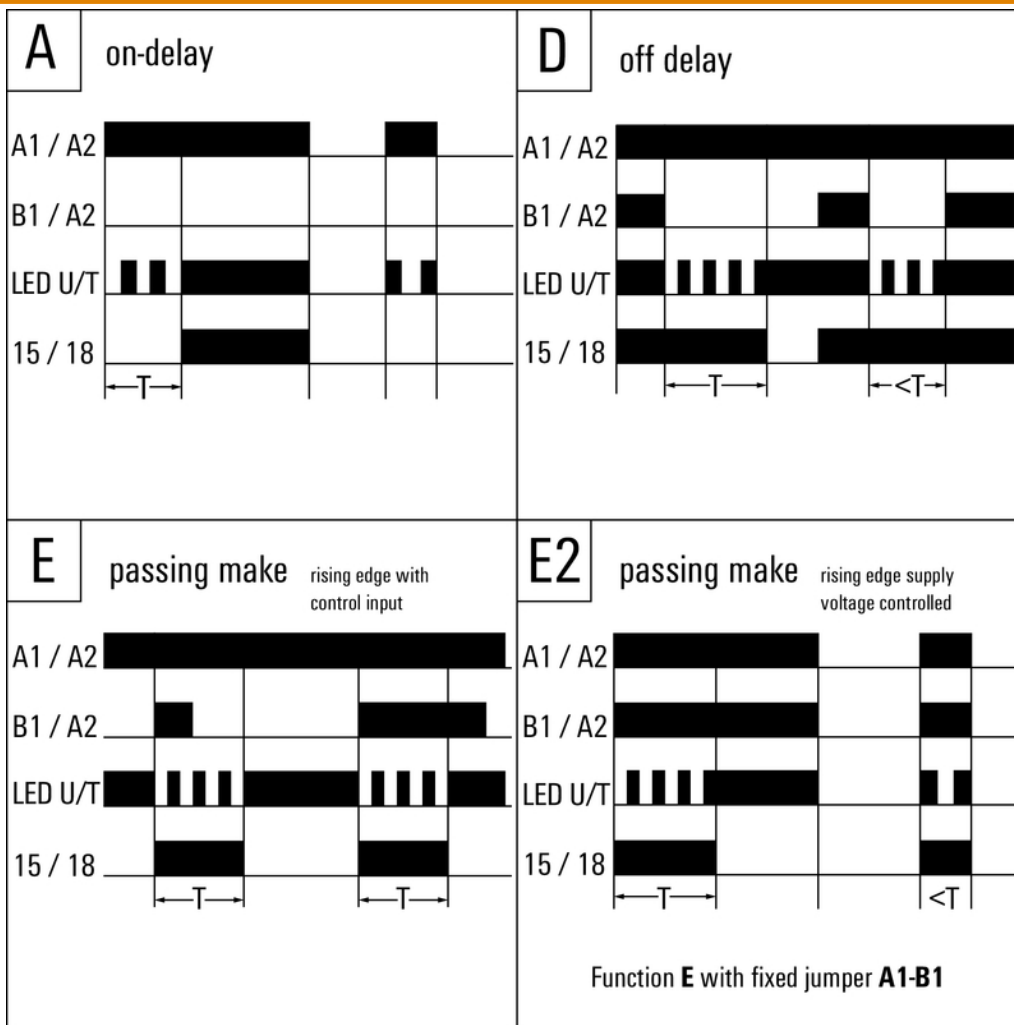 A
on-delay
A1 / A2
B1 / A2
LED U/T
15 / 18
T
D
off delay
A1 / A2
B1 / A2
LED U/T
15 / 18
T
<T
E
passing make
rising edge with
control input
A1 / A2
B1 / A2
LED U/T
15 / 18
T
T
E2
passing make
rising edge supply
voltage controlled
A1 / A2
B1 / A2
LED U/T
15 / 18
T
<T
Function E with fixed jumper A1-B1